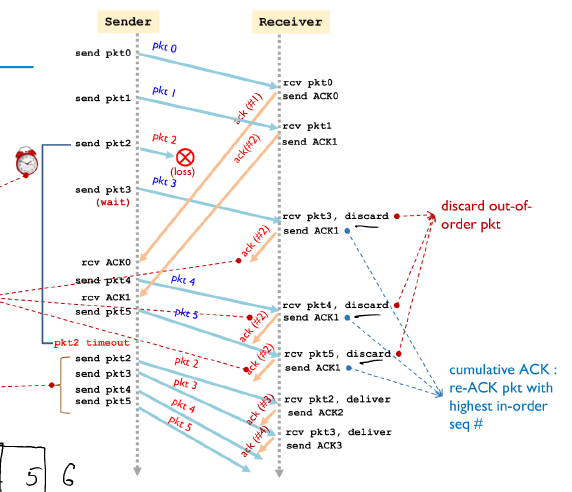 Sender
Receiver
send pkt0
pkt 0
rcv pkt0
send ACK0
send pkt1
pkt 1
ack (#1)
rcv pkt1
send ACK1
send pkt2
pkt 2
(loss)
ack(#2)
send pkt3
(wait)
pkt 3
rcv pkt3, discard
send ACK1
discard out-of-
order pkt
ack (#2)
rcv ACK0
send pkt4
pkt 4
rcv ACK1
send pkt5
pkt 5
rcv pkt4, discard
send ACK1
ack (#2)
pkt2 timeout
ack (#2)
rcv pkt5, discard
send ACK1
cumulative ACK :
re-ACK pkt with
highest in-order
seq #
send pkt2
send pkt3
send pkt4
send pkt5
pkt 2
pkt 3
pkt 4
pkt 5
ack (#3)
rcv pkt2, deliver
send ACK2
ack (#4)
rcv pkt3, deliver
send ACK3
5 6